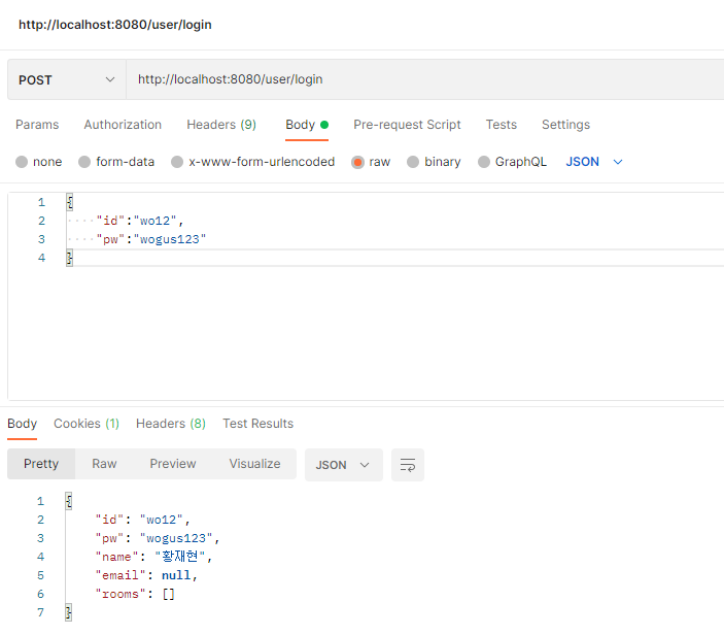 http://localhost:8080/user/login
POST http://localhost:8080/user/login
Params Authorization Headers (9) Body Pre-request Script Tests Settings
none form-data x-www-form-urlencoded raw binary GraphQL JSON
1 {
2 ····"id":"wo12",
3 ····"pw":"wogus123"
4 }
Body Cookies (1) Headers (8) Test Results
Pretty Raw Preview Visualize JSON
1 {
2 "id": "wo12",
3 "pw": "wogus123",
4 "name": "황재현",
5 "email": null,
6 "rooms": []
7 }